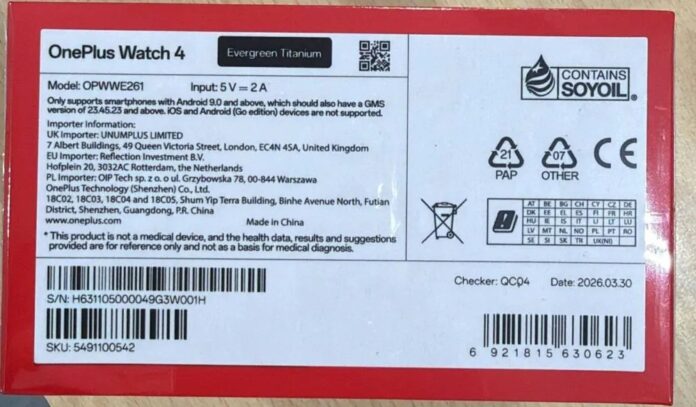 OnePlus Watch 4
Evergreen Titanium
Model: OPWWE261 Input: 5 V ⎓ 2 A
Only supports smartphones with Android 9.0 and above, which should also have a GMS
version of 23.45.23 and above. iOS and Android (Go edition) devices are not supported.
Importer Information:
UK Importer: UNUMPLUS LIMITED
7 Albert Buildings, 49 Queen Victoria Street, London, EC4N 4SA, United Kingdom
EU Importer: Reflection Investment B.V.
Hofplein 20, 3032AC Rotterdam, the Netherlands
PL Importer: OIP Tech sp. z o. o ul. Grzybowska 78, 00-844 Warszawa
OnePlus Technology (Shenzhen) Co., Ltd.
18C02, 18C03, 18C04 and 18C05, Shum Yip Terra Building, Binhe Avenue North, Futian
District, Shenzhen, Guangdong, P.R. China
www.oneplus.com Made in China
* This product is not a medical device, and the health data, results and suggestions
provided are for reference only and not as a basis for medical diagnosis.
CONTAINS
SOYOIL
®
21
PAP
07
OTHER
CE
AT BE BG CH CY CZ DE
DK EE EL ES FI FR HR
HU IE IS IT LI LT LU
LV MT NL NO PL PT RO
SE SI SK TR UK(NI)
S/N: H631105000049G3W001H
SKU: 5491100542
Checker: QC04 Date: 2026.03.30
6 921815 630623